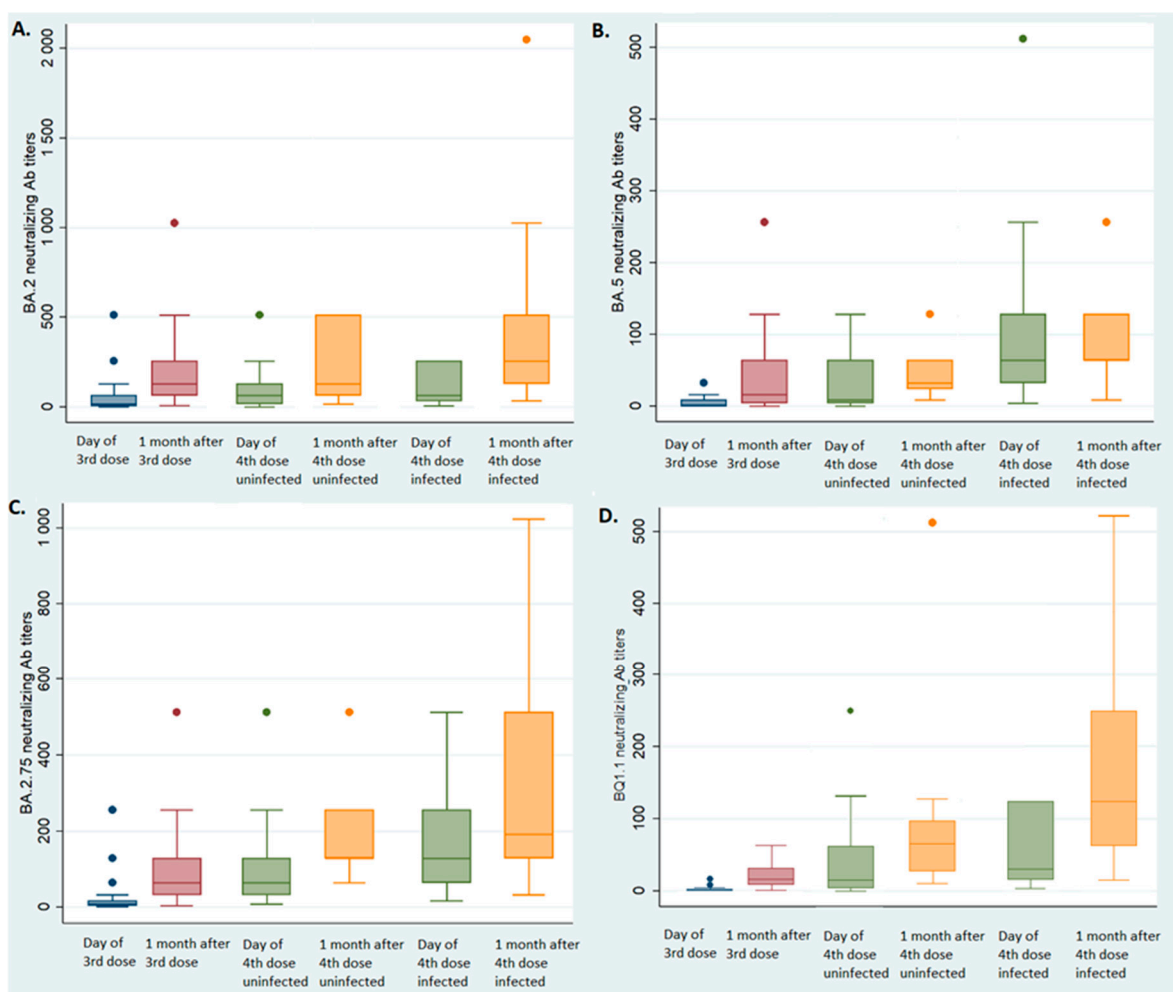 A.
BA.2 neutralizing Ab titers
2 000
1 500
1 000
500
0
Day of 1 month after Day of 1 month after Day of 1 month after
3rd dose 3rd dose 4th dose 4th dose 4th dose 4th dose
uninfected uninfected infected infected
B.
BA.5 neutralizing Ab titers
500
400
300
200
100
0
Day of 1 month after Day of 1 month after Day of 1 month after
3rd dose 3rd dose 4th dose 4th dose 4th dose 4th dose
uninfected uninfected infected infected
C.
BA.2.75 neutralizing Ab titers
1 000
800
600
400
200
0
Day of 1 month after Day of 1 month after Day of 1 month after
3rd dose 3rd dose 4th dose 4th dose 4th dose 4th dose
uninfected uninfected infected infected
D.
BQ1.1 neutralizing Ab titers
500
400
300
200
100
0
Day of 1 month after Day of 1 month after Day of 1 month after
3rd dose 3rd dose 4th dose 4th dose 4th dose 4th dose
uninfected uninfected infected infected